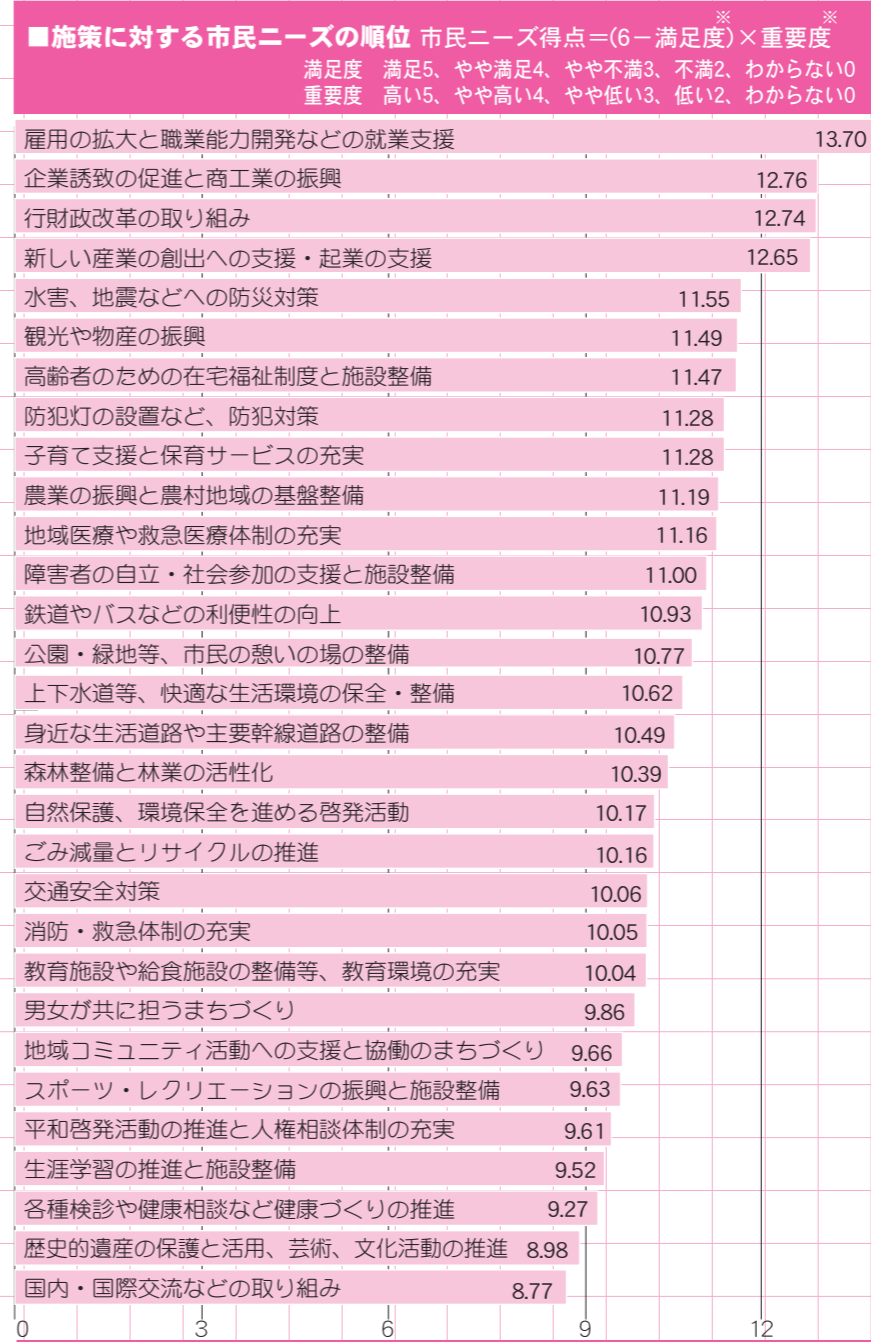 ※ ※
■施策に対する市民ニーズの順位 市民ニーズ得点＝(6－満足度)×重要度
満足度 満足5、やや満足4、やや不満3、不満2、わからない0
重要度 高い5、やや高い4、やや低い3、低い2、わからない0
雇用の拡大と職業能力開発などの就業支援 13.70
企業誘致の促進と商工業の振興 12.76
行財政改革の取り組み 12.74
新しい産業の創出への支援・起業の支援 12.65
水害、地震などへの防災対策 11.55
観光や物産の振興 11.49
高齢者のための在宅福祉制度と施設整備 11.47
防犯灯の設置など、防犯対策 11.28
子育て支援と保育サービスの充実 11.28
農業の振興と農村地域の基盤整備 11.19
地域医療や救急医療体制の充実 11.16
障害者の自立・社会参加の支援と施設整備 11.00
鉄道やバスなどの利便性の向上 10.93
公園・緑地等、市民の憩いの場の整備 10.77
上下水道等、快適な生活環境の保全・整備 10.62
身近な生活道路や主要幹線道路の整備 10.49
森林整備と林業の活性化 10.39
自然保護、環境保全を進める啓発活動 10.17
ごみ減量とリサイクルの推進 10.16
交通安全対策 10.06
消防・救急体制の充実 10.05
教育施設や給食施設の整備等、教育環境の充実 10.04
男女が共に担うまちづくり 9.86
地域コミュニティ活動への支援と協働のまちづくり 9.66
スポーツ・レクリエーションの振興と施設整備 9.63
平和啓発活動の推進と人権相談体制の充実 9.61
生涯学習の推進と施設整備 9.52
各種検診や健康相談など健康づくりの推進 9.27
歴史的遺産の保護と活用、芸術、文化活動の推進 8.98
国内・国際交流などの取り組み 8.77
0 3 6 9 12